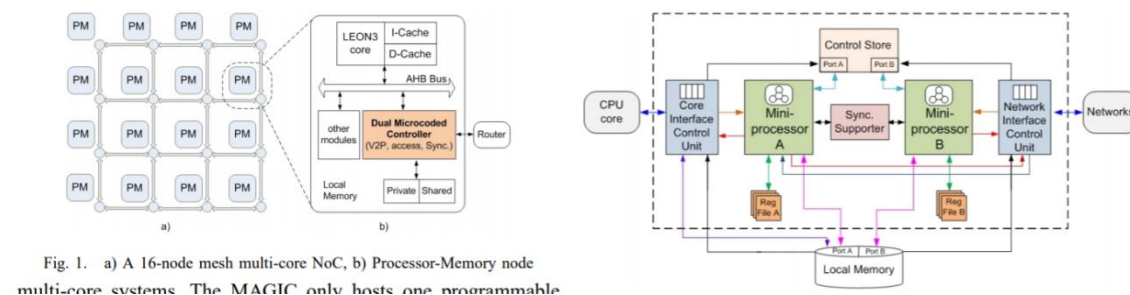 PM PM PM PM
PM PM PM PM
PM PM PM PM
PM PM PM PM
a)
LEON3
core
I-Cache
D-Cache
AHB Bus
other
modules
Dual Microcoded
Controller
(V2P, access, Sync.)
Router
Local
Memory
Private Shared
b)
Fig. 1. a) A 16-node mesh multi-core NoC, b) Processor-Memory node
multi-core systems. The MAGIC only hosts one programmable
Control Store
Port A Port B
CPU
core
Core
Interface
Control
Unit
Mini-
processor
A
Sync.
Supporter
Mini-
processor
B
Network
Interface
Control
Unit
Networks
Reg
File A
Reg
File B
Port A Port B
Local Memory